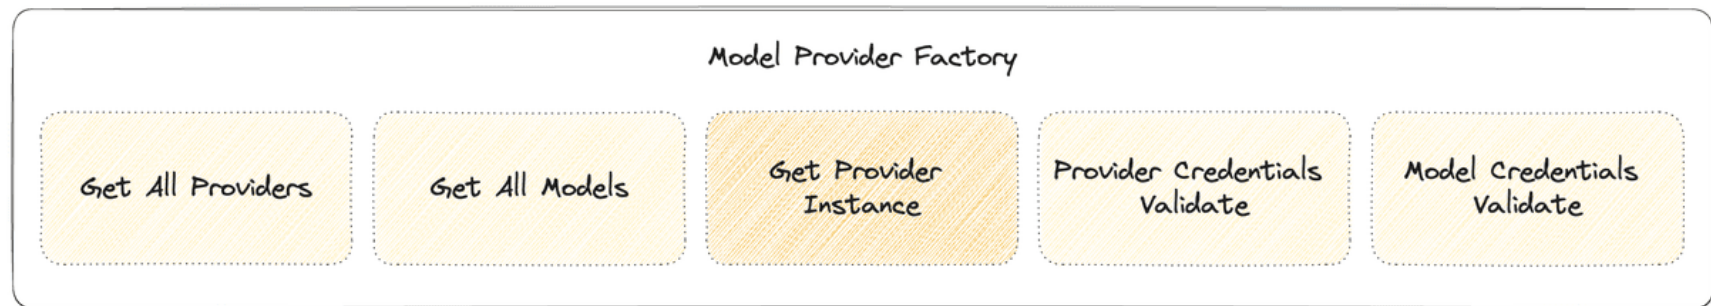 Model Provider Factory
Get All Providers
Get All Models
Get Provider
Instance
Provider Credentials
Validate
Model Credentials
Validate